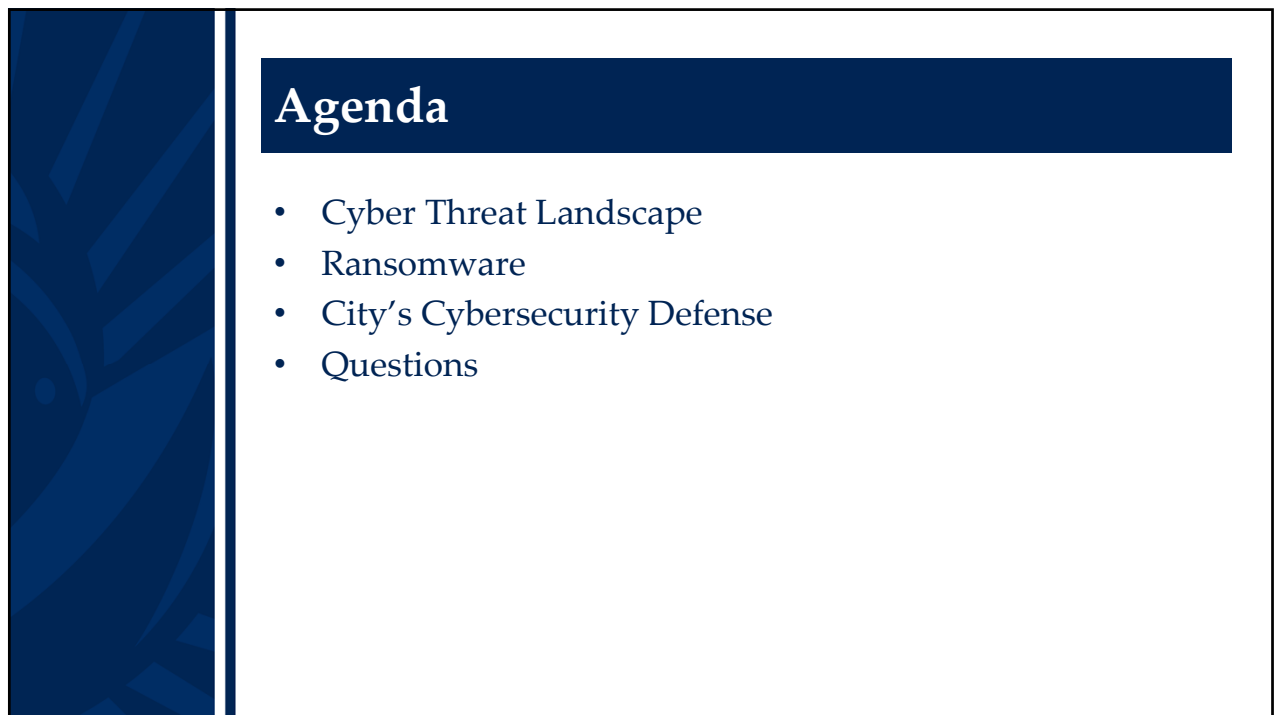 Agenda
• Cyber Threat Landscape
• Ransomware
• City’s Cybersecurity Defense
• Questions